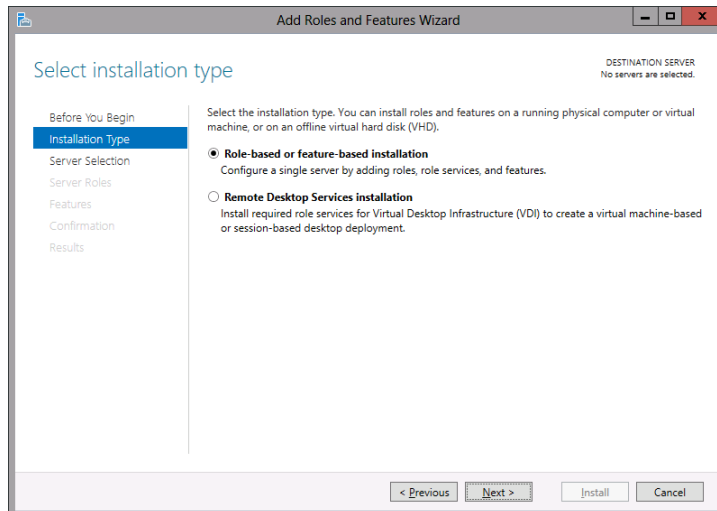 Add Roles and Features Wizard
Select installation type
DESTINATION SERVER
No servers are selected.
Before You Begin
Installation Type
Server Selection
Server Roles
Features
Confirmation
Results
Select the installation type. You can install roles and features on a running physical computer or virtual
machine, or on an offline virtual hard disk (VHD).
Role-based or feature-based installation
Configure a single server by adding roles, role services, and features.
Remote Desktop Services installation
Install required role services for Virtual Desktop Infrastructure (VDI) to create a virtual machine-based
or session-based desktop deployment.
< Previous
Next >
Install
Cancel